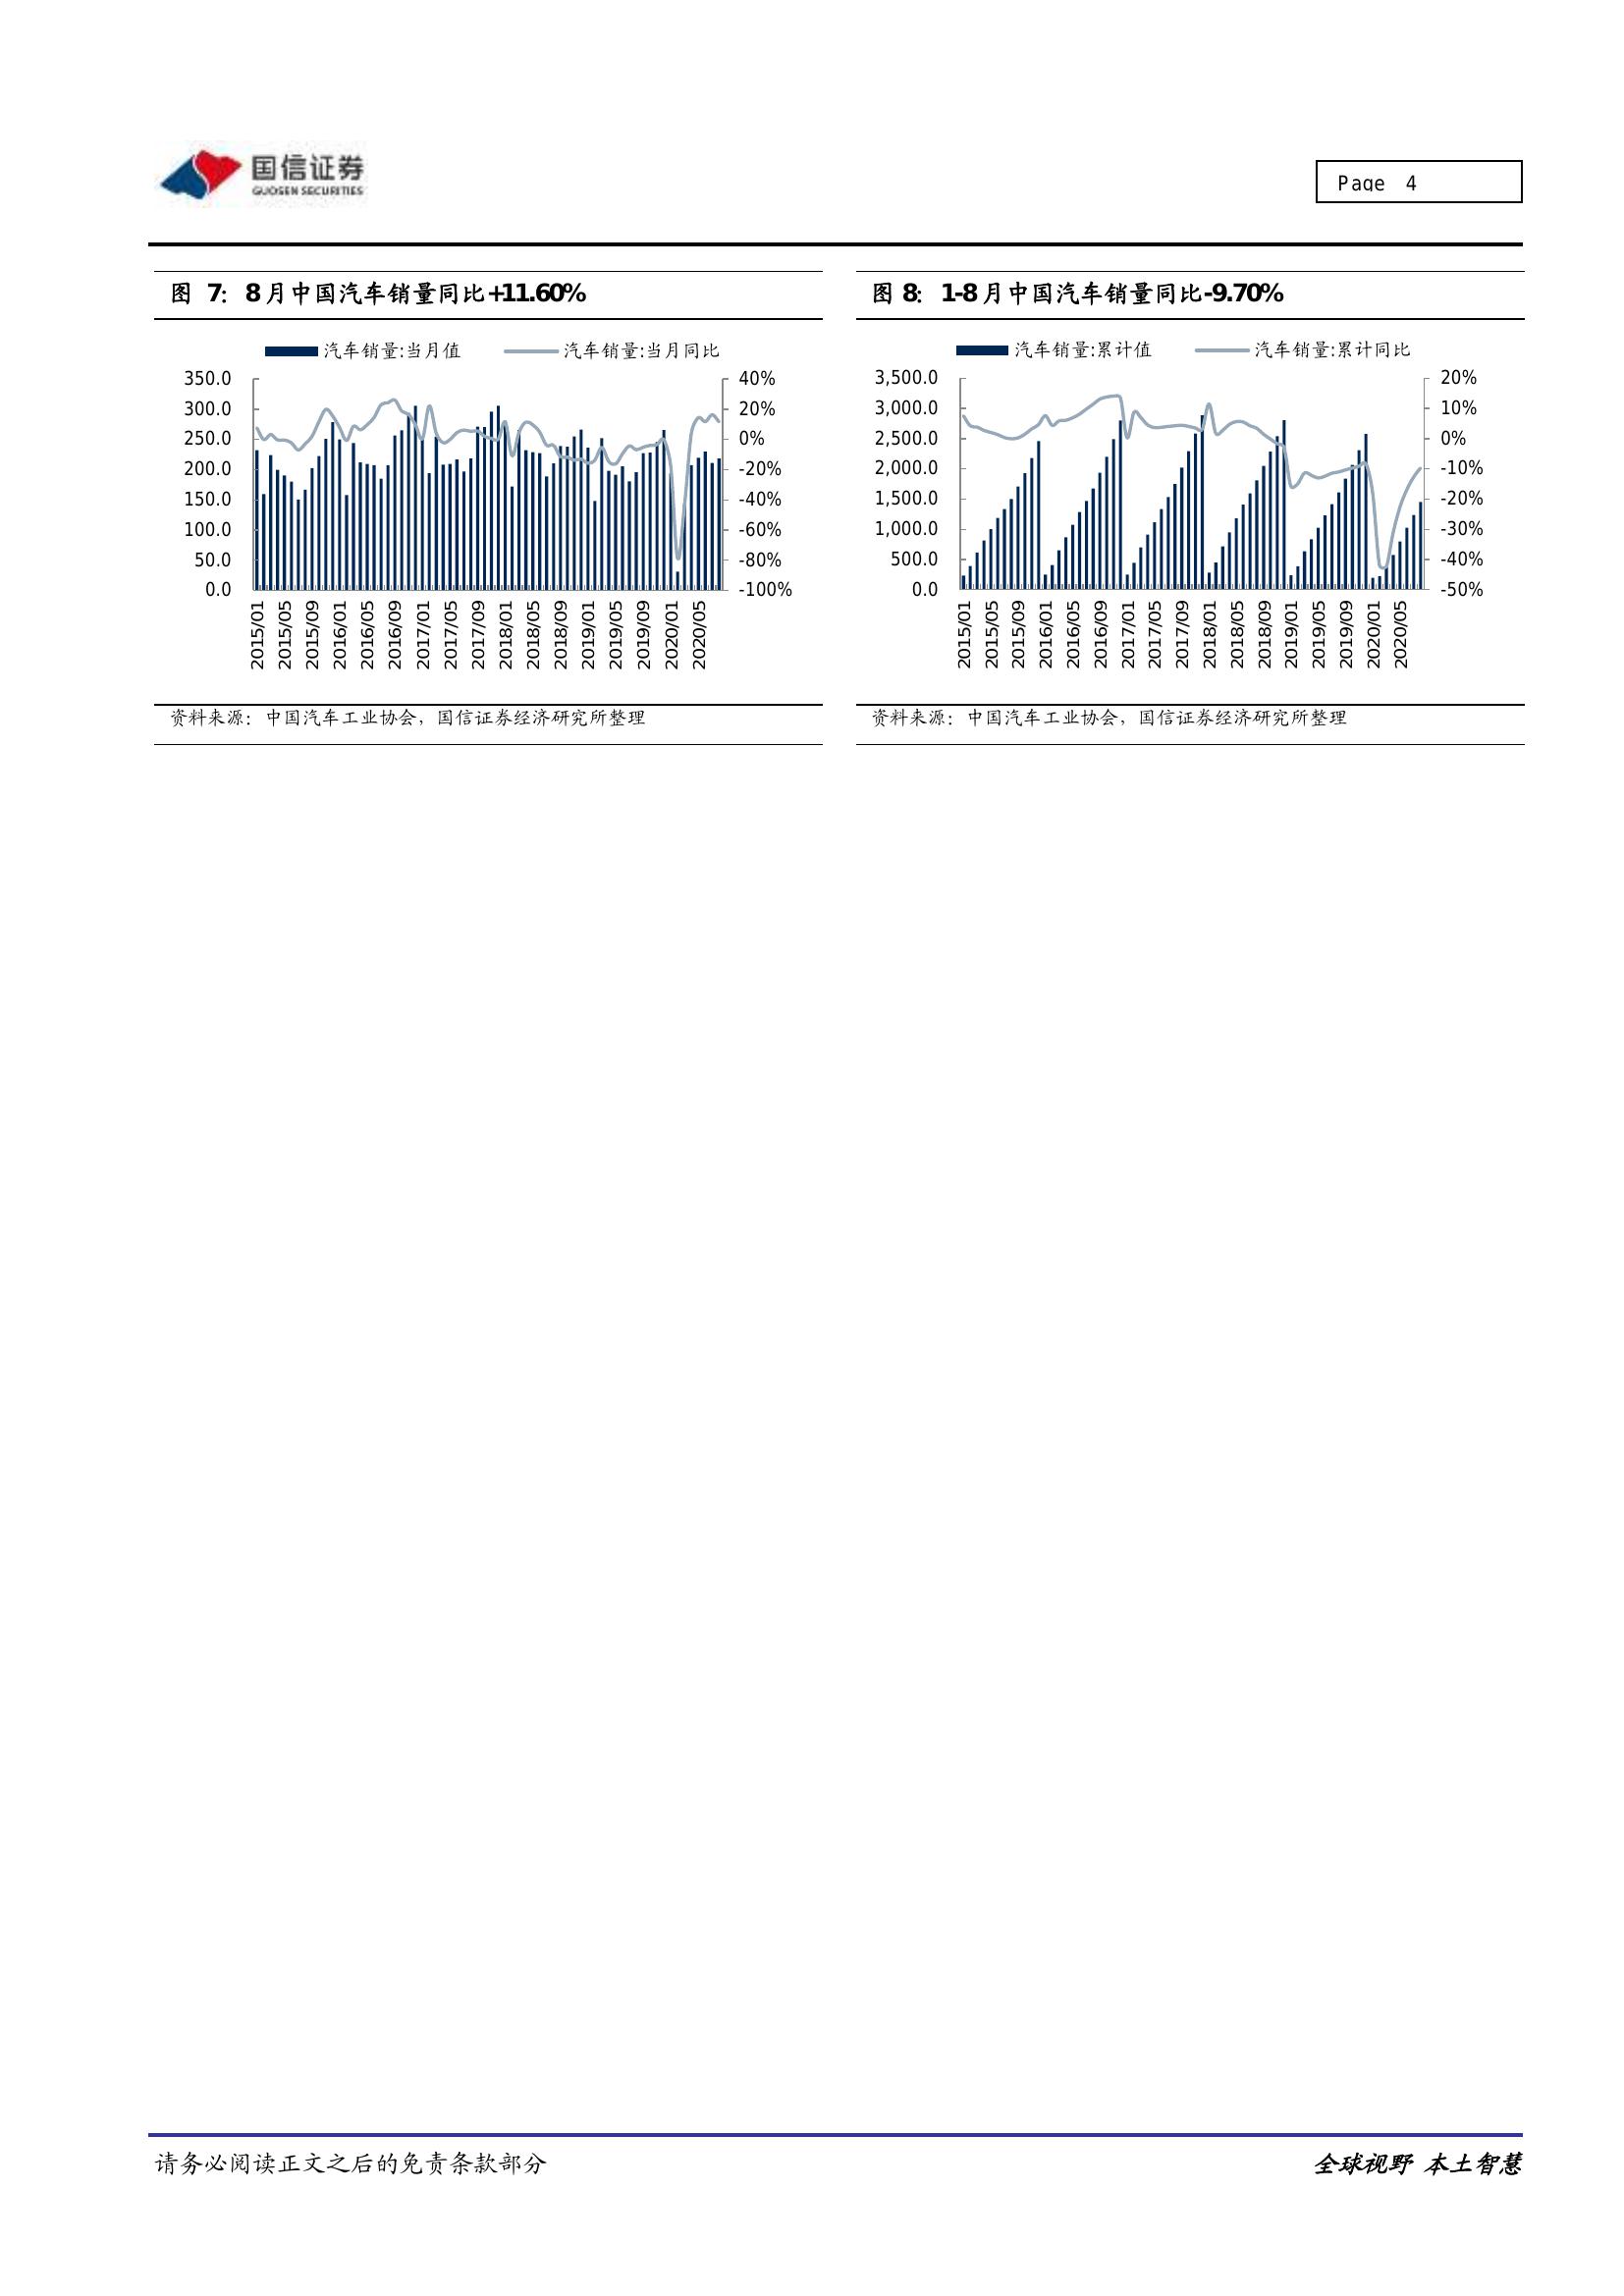 国信证券
GUOSEN SECURITIES
Page 4
图 7: 8月中国汽车销量同比+11.60%
汽车销量:当月值 汽车销量:当月同比
350.0 40%
300.0 20%
250.0 0%
200.0 -20%
150.0 -40%
100.0 -60%
50.0 -80%
0.0 -100%
2015/01 2015/05 2015/09 2016/01 2016/05 2016/09 2017/01 2017/05 2017/09 2018/01 2018/05 2018/09 2019/01 2019/05 2019/09 2020/01 2020/05
资料来源：中国汽车工业协会，国信证券经济研究所整理
图 8: 1-8月中国汽车销量同比-9.70%
汽车销量:累计值 汽车销量:累计同比
3,500.0 20%
3,000.0 10%
2,500.0 0%
2,000.0 -10%
1,500.0 -20%
1,000.0 -30%
500.0 -40%
0.0 -50%
2015/01 2015/05 2015/09 2016/01 2016/05 2016/09 2017/01 2017/05 2017/09 2018/01 2018/05 2018/09 2019/01 2019/05 2019/09 2020/01 2020/05
资料来源：中国汽车工业协会，国信证券经济研究所整理
请务必阅读正文之后的免责条款部分 全球视野 本土智慧